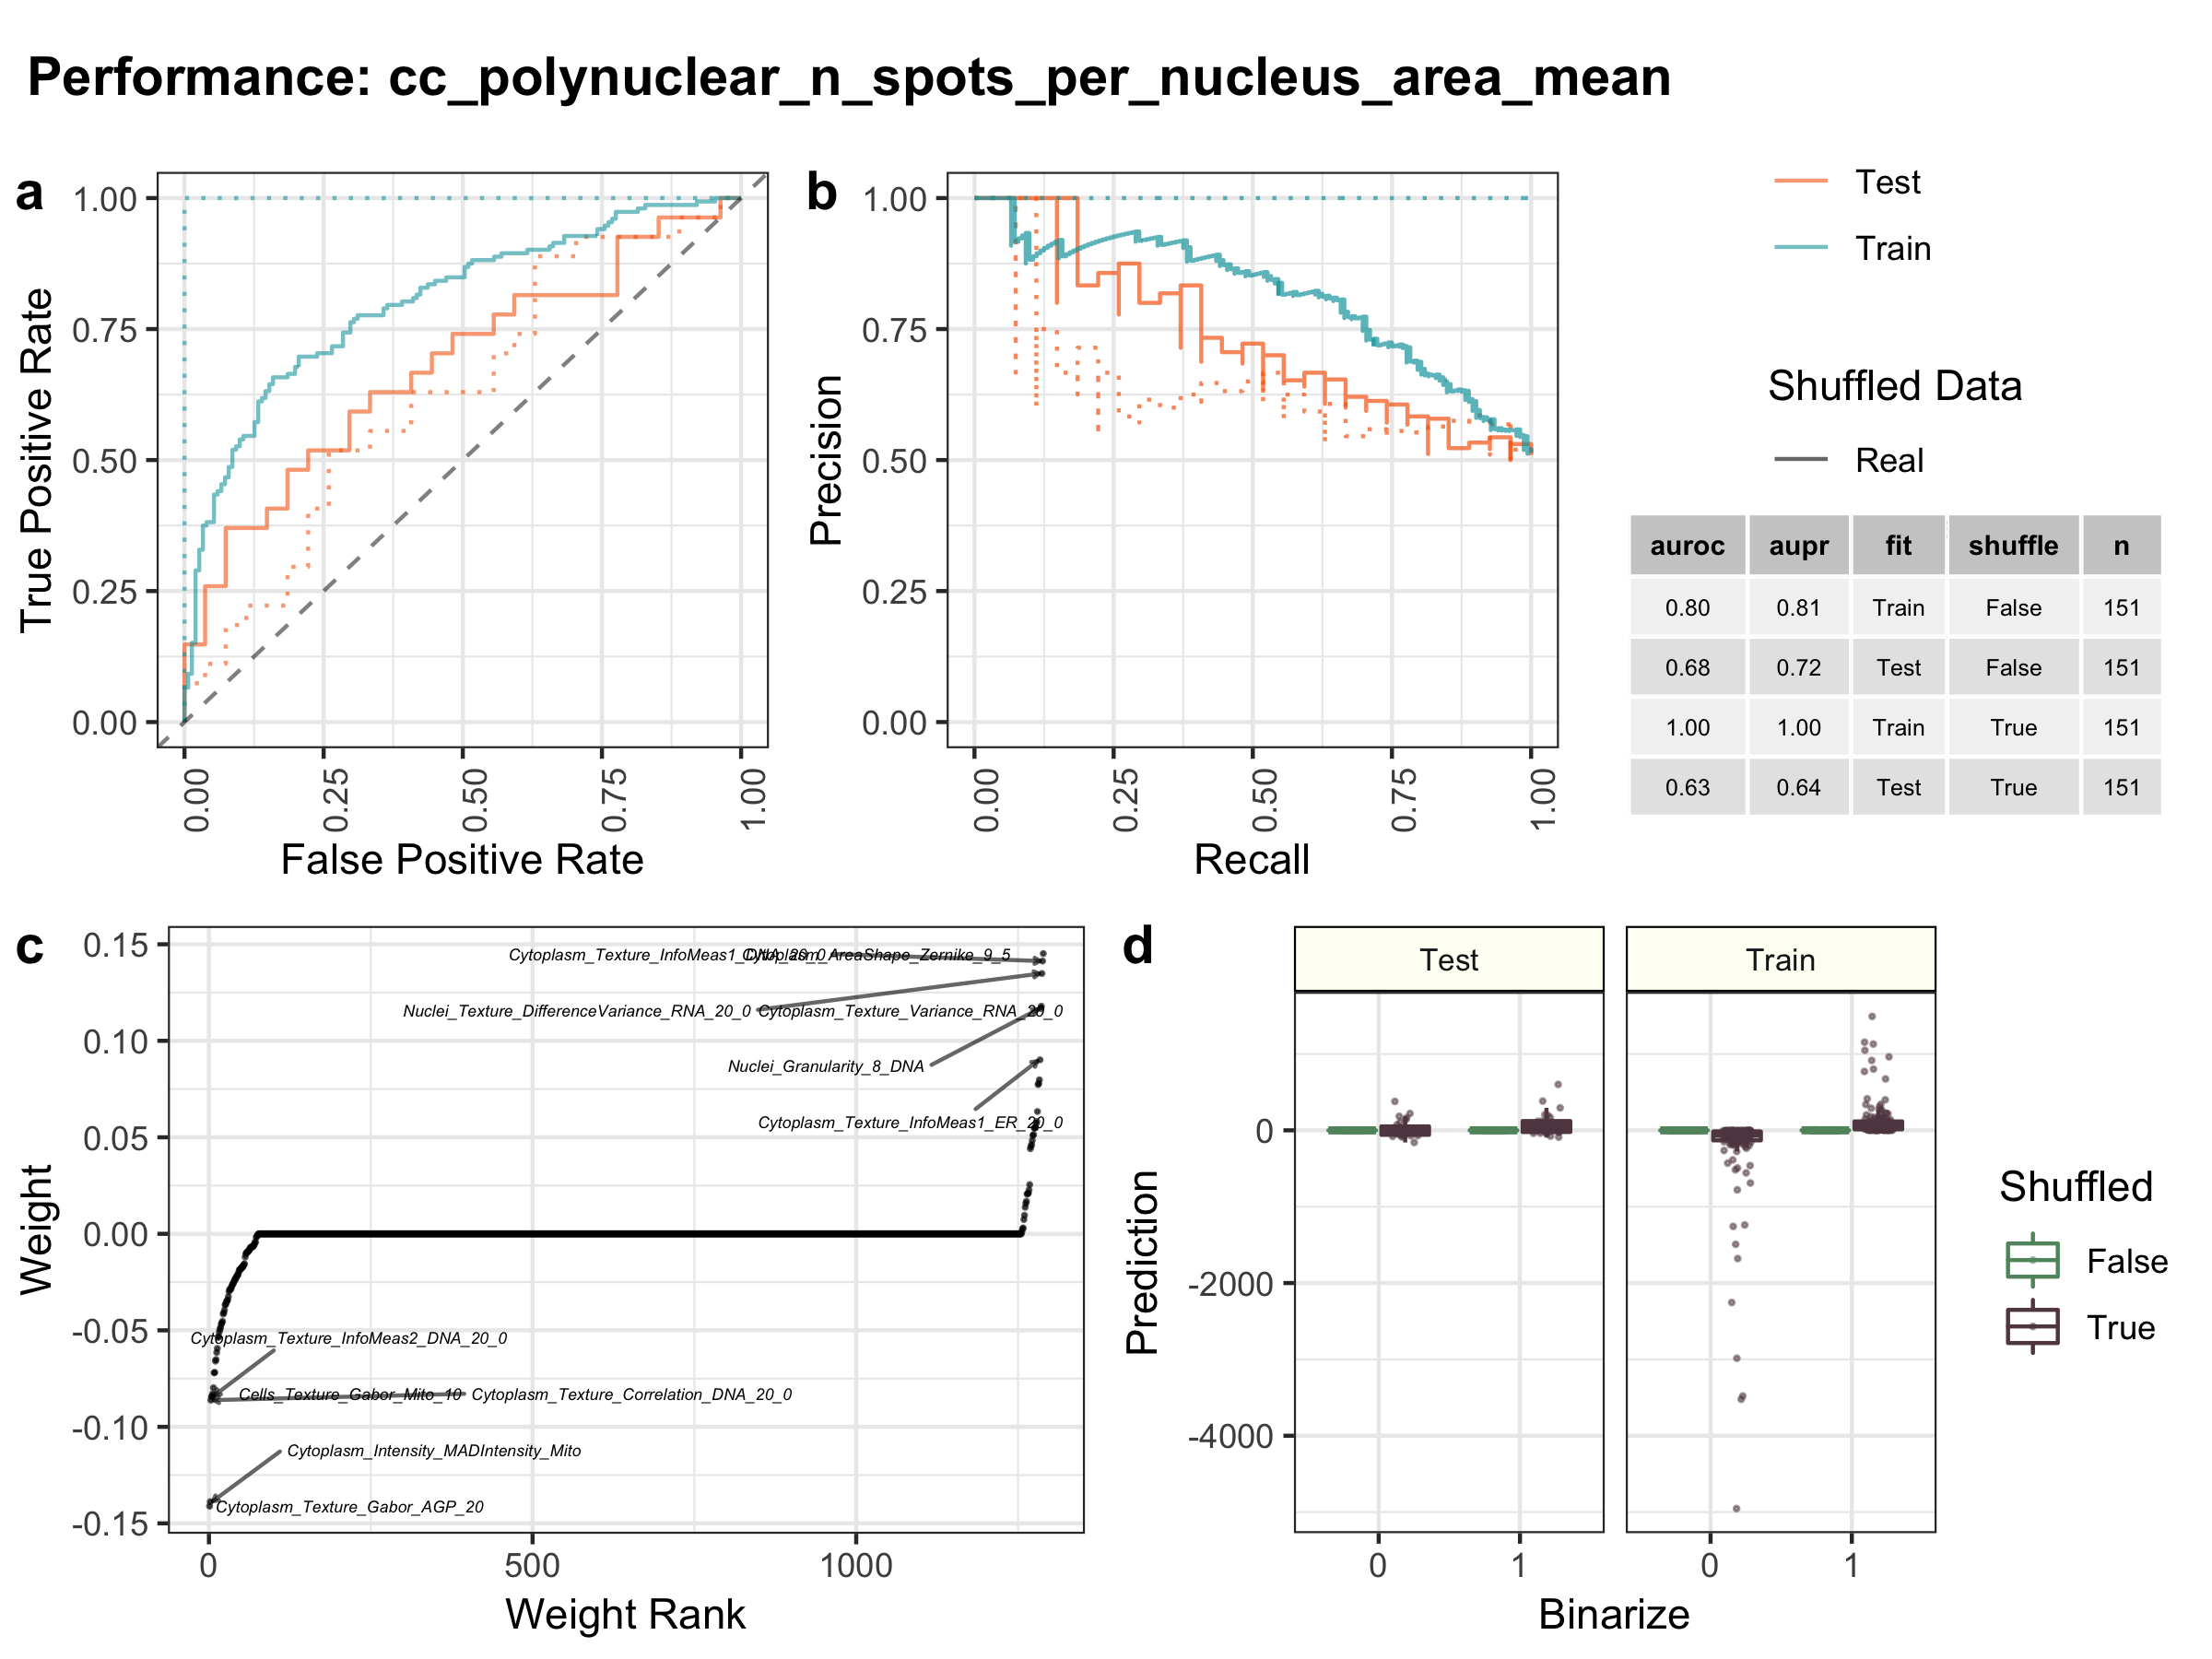 Performance: cc_polynuclear_n_spots_per_nucleus_area_mean
a
1.00
0.75
0.50
0.25
0.00
True Positive Rate
0.00
0.25
0.50
0.75
1.00
False Positive Rate
b
1.00
0.75
0.50
0.25
0.00
Precision
0.00
0.25
0.50
0.75
1.00
Recall
Test
Train
Shuffled Data
Real
auroc aupr fit shuffle n
0.80 0.81 Train False 151
0.68 0.72 Test False 151
1.00 1.00 Train True 151
0.63 0.64 Test True 151
c
0.15
0.10
0.05
0.00
-0.05
-0.10
-0.15
Weight
Cytoplasm_Texture_InfoMeas1_DNA_20_0
Cytoplasm_AreaShape_Zernike_9_5
Nuclei_Texture_DifferenceVariance_RNA_20_0
Cytoplasm_Texture_Variance_RNA_20_0
Nuclei_Granularity_8_DNA
Cytoplasm_Texture_InfoMeas1_ER_20_0
Cytoplasm_Texture_InfoMeas2_DNA_20_0
Cells_Texture_Gabor_Mito_10
Cytoplasm_Texture_Correlation_DNA_20_0
Cytoplasm_Intensity_MADIntensity_Mito
Cytoplasm_Texture_Gabor_AGP_20
0
500
1000
Weight Rank
d
Test
Train
0
-2000
-4000
Prediction
0
1
0
1
Binarize
Shuffled
False
True